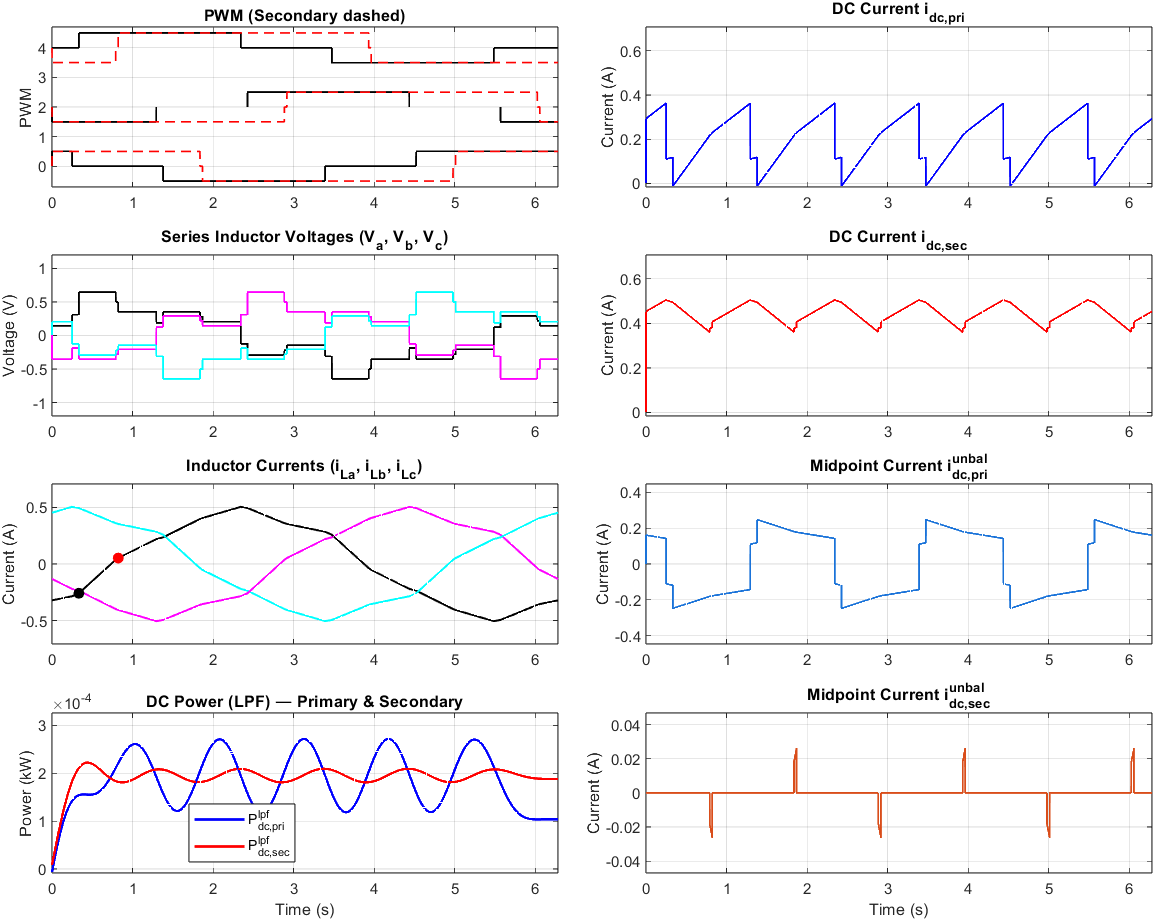 PWM (Secondary dashed)
PWM
4
3
2
1
0
0 1 2 3 4 5 6
DC Current i_dc,pri
Current (A)
0.6
0.4
0.2
0
0 1 2 3 4 5 6
Series Inductor Voltages (V_a, V_b, V_c)
Voltage (V)
1
0.5
0
-0.5
-1
0 1 2 3 4 5 6
DC Current i_dc,sec
Current (A)
0.6
0.4
0.2
0
0 1 2 3 4 5 6
Inductor Currents (i_La, i_Lb, i_Lc)
Current (A)
0.5
0
-0.5
0 1 2 3 4 5 6
Midpoint Current i_dc,pri^unbal
Current (A)
0.4
0.2
0
-0.2
-0.4
0 1 2 3 4 5 6
DC Power (LPF) — Primary & Secondary
×10^-4
Power (kW)
3
2
1
0
P_dc,pri^lpf
P_dc,sec^lpf
0 1 2 3 4 5 6
Time (s)
Midpoint Current i_dc,sec^unbal
Current (A)
0.04
0.02
0
-0.02
-0.04
0 1 2 3 4 5 6
Time (s)